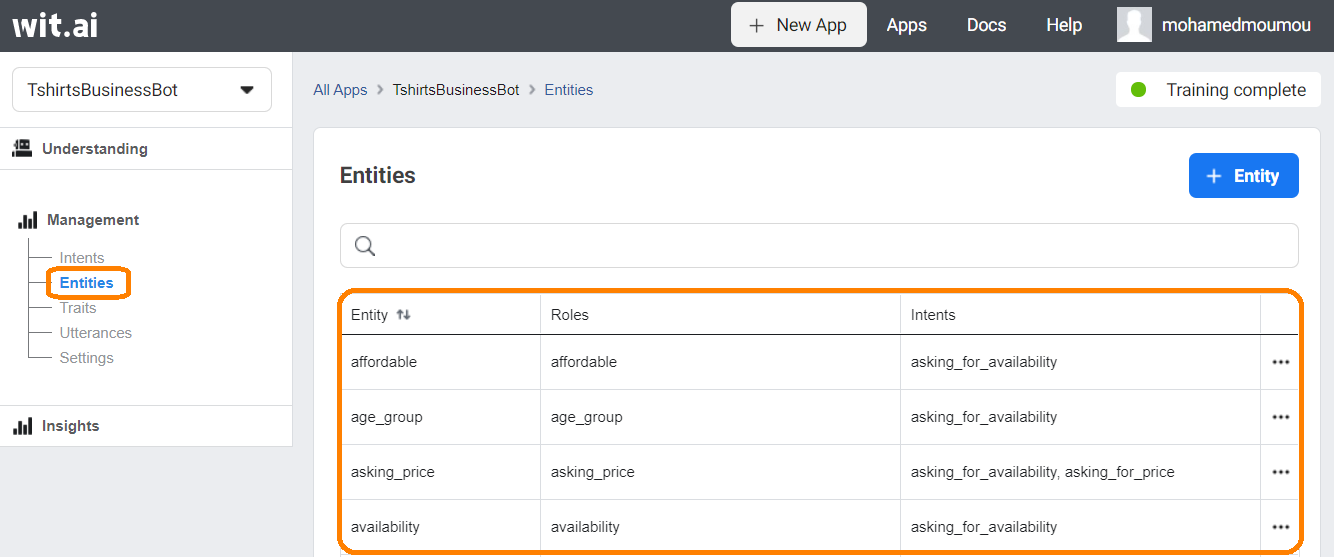 wit.ai + New App Apps Docs Help mohamedmoumou
TshirtsBusinessBot
All Apps > TshirtsBusinessBot > Entities
Training complete
Understanding
Management
Intents
Entities
Traits
Utterances
Settings
Insights
Entities
+ Entity
Entity Roles Intents
affordable affordable asking_for_availability •••
age_group age_group asking_for_availability •••
asking_price asking_price asking_for_availability, asking_for_price •••
availability availability asking_for_availability •••